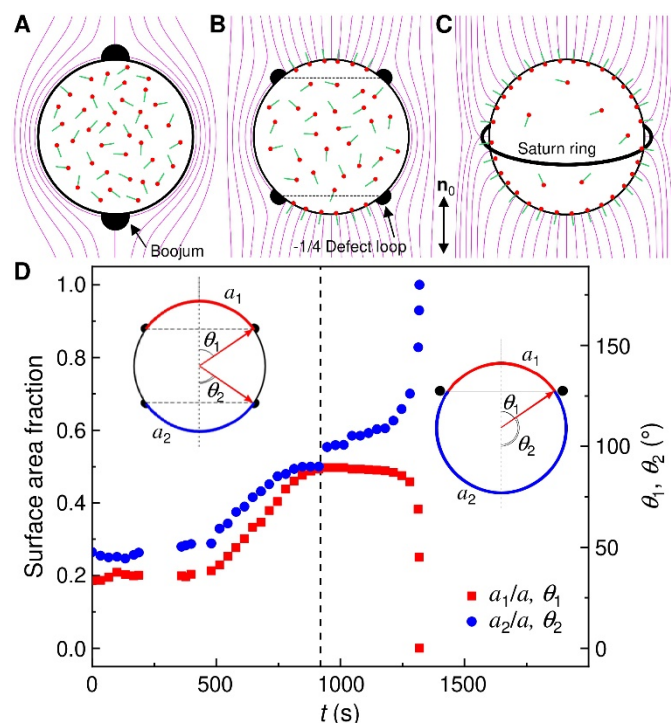 A
B
C
Saturn ring
n₀
Boojum
-1/4 Defect loop
D
1.0
0.8
0.6
0.4
0.2
0.0
Surface area fraction
0
500
1000
1500
t (s)
150
100
50
0
θ₁, θ₂ (°)
a₁
θ₁
θ₂
a₂
a₁
θ₁
θ₂
a₂
a₁/a, θ₁
a₂/a, θ₂